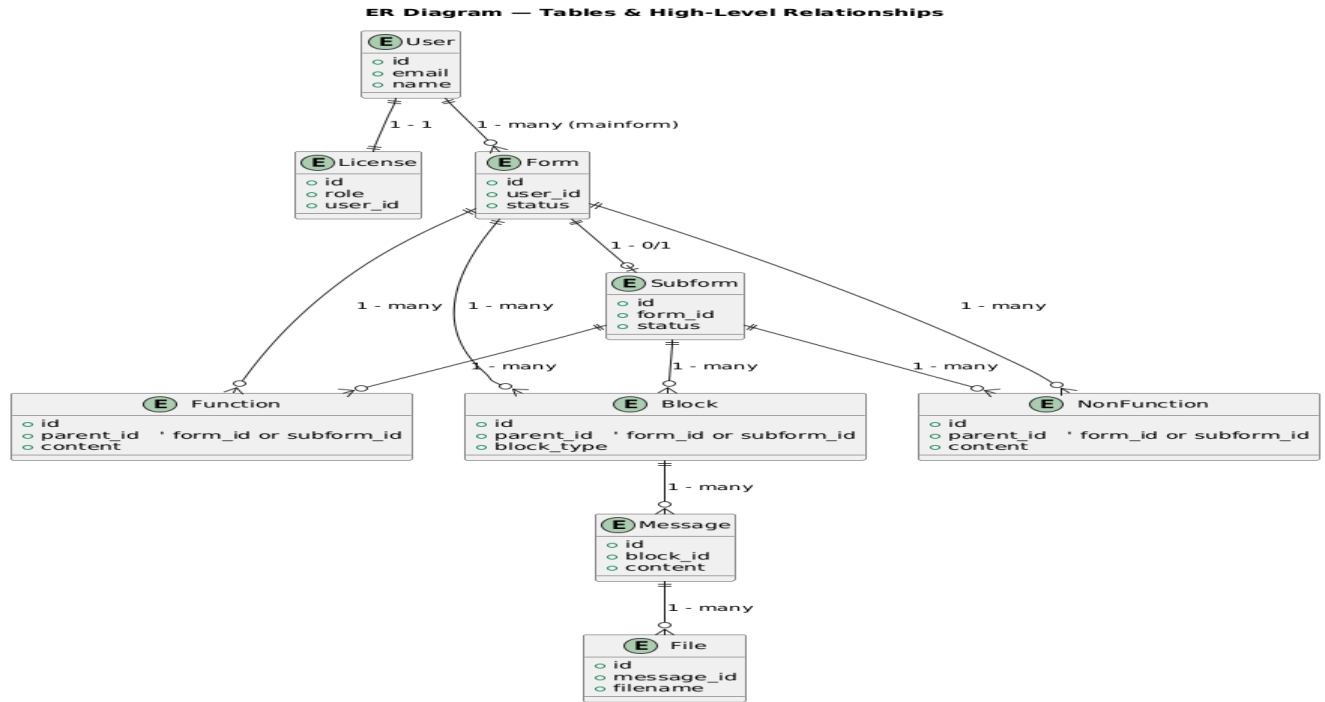 ER Diagram — Tables & High-Level Relationships
E User
id
email
name
1 - 1
1 - many (mainform)
E License
id
role
user_id
E Form
id
user_id
status
1 - 0/1
E Subform
id
form_id
status
1 - many
1 - many
1 - many
1 - many
1 - many
1 - many
E Function
id
parent_id ' form_id or subform_id
content
E Block
id
parent_id ' form_id or subform_id
block_type
E NonFunction
id
parent_id ' form_id or subform_id
content
1 - many
E Message
id
block_id
content
1 - many
E File
id
message_id
filename